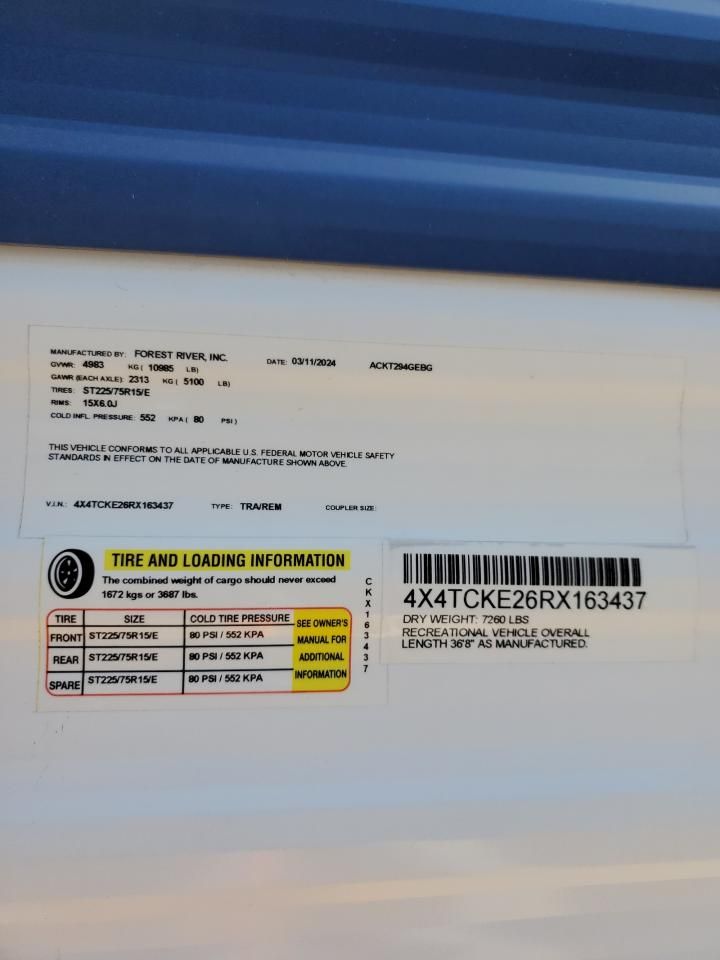 MANUFACTURED BY: FOREST RIVER, INC. DATE: 03/11/2024 ACKT294GEBG
GVWR: 4983 KG ( 10985 LB)
GAWR (EACH AXLE): 2313 KG ( 5100 LB)
TIRES: ST225/75R15/E
RIMS: 15X6.0J
COLD INFL. PRESSURE: 552 KPA ( 80 PSI )
THIS VEHICLE CONFORMS TO ALL APPLICABLE U.S. FEDERAL MOTOR VEHICLE SAFETY
STANDARDS IN EFFECT ON THE DATE OF MANUFACTURE SHOWN ABOVE.
V.I.N.: 4X4TCKE26RX163437 TYPE: TRA/REM COUPLER SIZE:
TIRE AND LOADING INFORMATION
The combined weight of cargo should never exceed
1672 kgs or 3687 lbs.
TIRE SIZE COLD TIRE PRESSURE
FRONT ST225/75R15/E 80 PSI / 552 KPA
REAR ST225/75R15/E 80 PSI / 552 KPA
SPARE ST225/75R15/E 80 PSI / 552 KPA
SEE OWNER'S
MANUAL FOR
ADDITIONAL
INFORMATION
CKX163437
4X4TCKE26RX163437
DRY WEIGHT: 7260 LBS
RECREATIONAL VEHICLE OVERALL
LENGTH 36'8" AS MANUFACTURED.